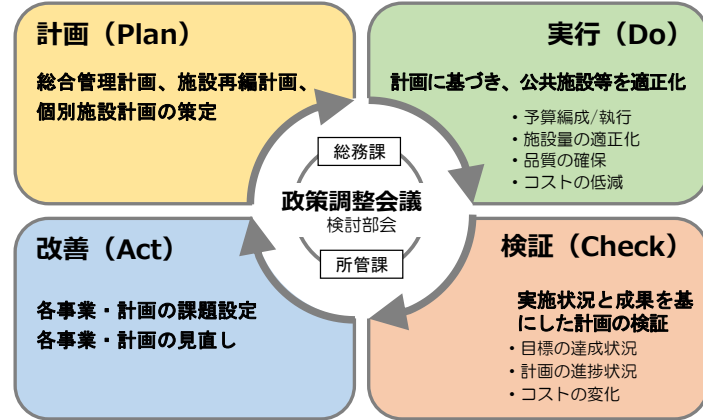 計画（Plan）
総合管理計画、施設再編計画、
個別施設計画の策定
実行（Do）
計画に基づき、公共施設等を適正化
・予算編成/執行
・施設量の適正化
・品質の確保
・コストの低減
総務課
政策調整会議
検討部会
所管課
改善（Act）
各事業・計画の課題設定
各事業・計画の見直し
検証（Check）
実施状況と成果を基
にした計画の検証
・目標の達成状況
・計画の進捗状況
・コストの変化